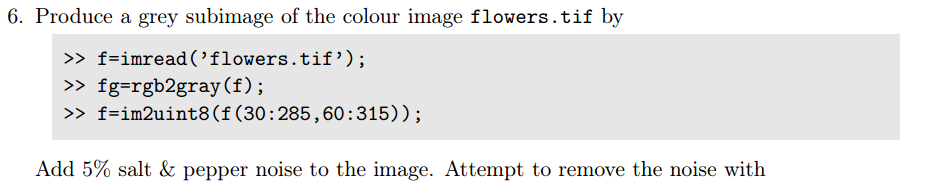 6. Produce a grey subimage of the colour image flowers.tif by
>> f=imread('flowers.tif');
>> fg=rgb2gray(f);
>> f=im2uint8(f(30:285,60:315));
Add 5% salt & pepper noise to the image. Attempt to remove the noise with